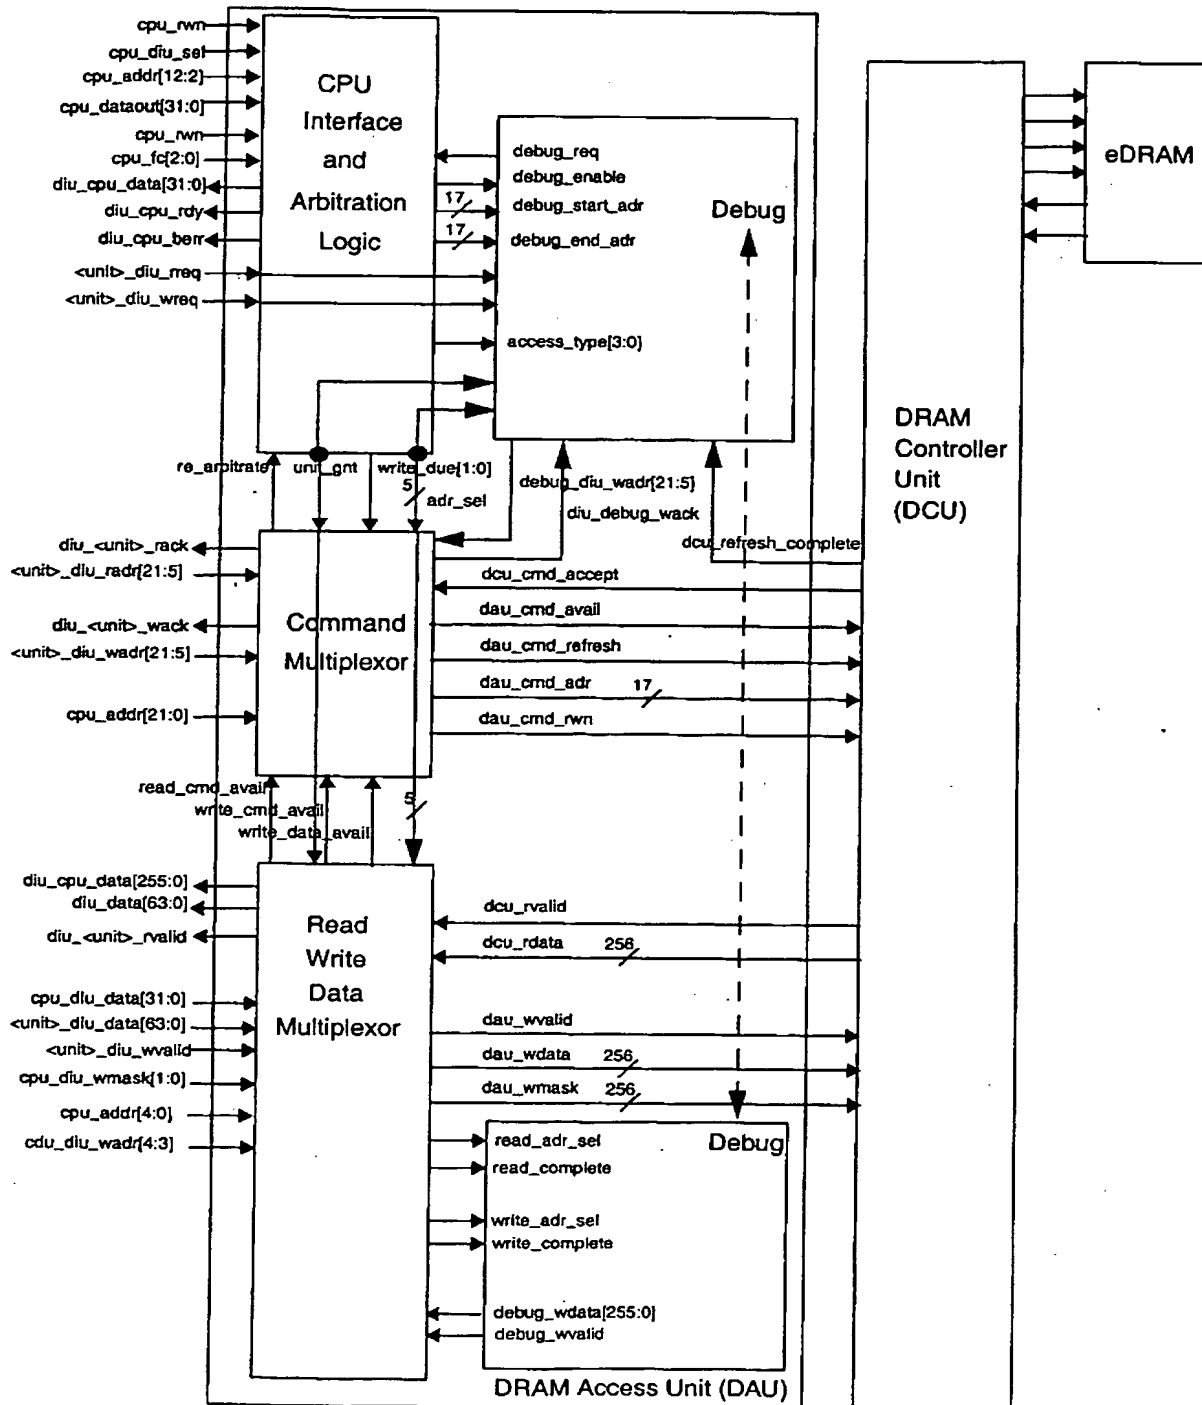 cpu_rwn
cpu_diu_sel
cpu_addr[12:2]
cpu_dataout[31:0]
cpu_rwn
cpu_fc[2:0]
diu_cpu_data[31:0]
diu_cpu_rdy
diu_cpu_berr
<unit>_diu_rreq
<unit>_diu_wreq
CPU
Interface
and
Arbitration
Logic
debug_req
debug_enable
17
debug_start_adr
17
debug_end_adr
Debug
access_type[3:0]
eDRAM
DRAM
Controller
Unit
(DCU)
re_arbitrate
unit_gnt
write_due[1:0]
5
adr_sel
debug_diu_wadr[21:5]
diu_debug_wack
dcu_refresh_complete
diu_<unit>_rack
<unit>_diu_radr[21:5]
diu_<unit>_wack
<unit>_diu_wadr[21:5]
cpu_addr[21:0]
Command
Multiplexor
dcu_cmd_accept
dau_cmd_avail
dau_cmd_refresh
dau_cmd_adr
17
dau_cmd_rwn
read_cmd_avail
write_cmd_avail
write_data_avail
5
diu_cpu_data[255:0]
diu_data[63:0]
diu_<unit>_rvalid
cpu_diu_data[31:0]
<unit>_diu_data[63:0]
<unit>_diu_wvalid
cpu_diu_wmask[1:0]
cpu_addr[4:0]
cdu_diu_wadr[4:3]
Read
Write
Data
Multiplexor
dcu_rvalid
dcu_rdata
256
dau_wvalid
dau_wdata
256
dau_wmask
256
read_adr_sel
Debug
read_complete
write_adr_sel
write_complete
debug_wdata[255:0]
debug_wvalid
DRAM Access Unit (DAU)